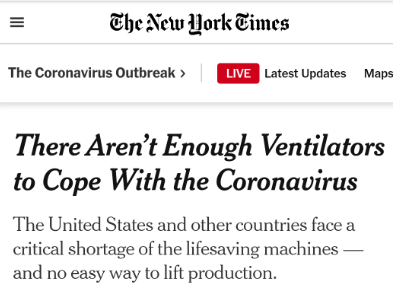 The New York Times
The Coronavirus Outbreak ›
LIVE Latest Updates Maps
There Aren’t Enough Ventilators
to Cope With the Coronavirus
The United States and other countries face a
critical shortage of the lifesaving machines —
and no easy way to lift production.